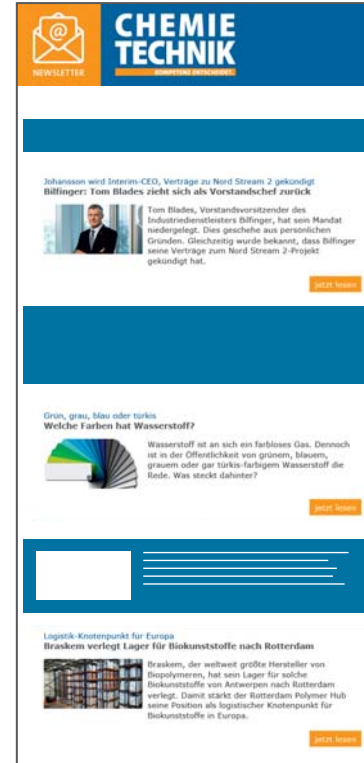 @
NEWSLETTER
CHEMIE
TECHNIK
KOMPETENZ ENTSCHEIDET.
Johansson wird Interim-CEO, Verträge zu Nord Stream 2 gekündigt
Bilfinger: Tom Blades zieht sich als Vorstandschef zurück
Tom Blades, Vorstandsvorsitzender des
Industriedienstleisters Bilfinger, hat sein Mandat
niedergelegt. Dies geschehe aus persönlichen
Gründen. Gleichzeitig wurde bekannt, dass Bilfinger
seine Verträge zum Nord Stream 2-Projekt
gekündigt hat.
jetzt lesen
Grün, grau, blau oder türkis
Welche Farben hat Wasserstoff?
Wasserstoff ist an sich ein farbloses Gas. Dennoch
ist in der Öffentlichkeit von grünem, blauem,
grauem oder gar türkis-farbigem Wasserstoff die
Rede. Was steckt dahinter?
jetzt lesen
Logistik-Knotenpunkt für Europa
Braskem verlegt Lager für Biokunststoffe nach Rotterdam
Braskem, der weltweit größte Hersteller von
Biopolymeren, hat sein Lager für solche
Biokunststoffe von Antwerpen nach Rotterdam
verlegt. Damit stärkt der Rotterdam Polymer Hub
seine Position als logistischer Knotenpunkt für
Biokunststoffe in Europa.
jetzt lesen